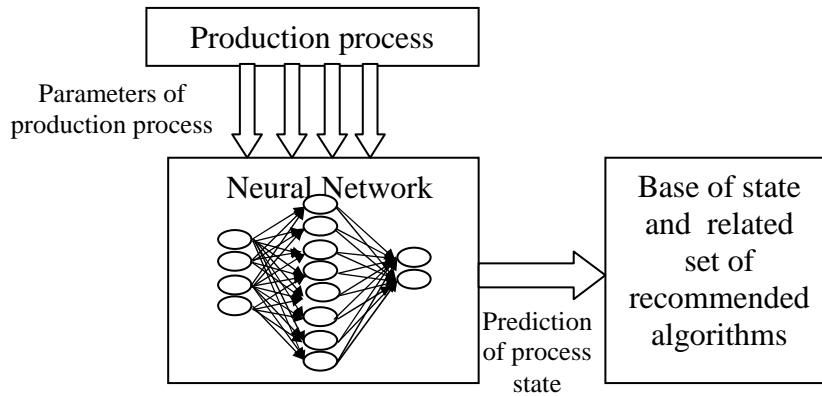 Production process
Parameters of
production process
Neural Network
Prediction
of process
state
Base of state
and related
set of
recommended
algorithms